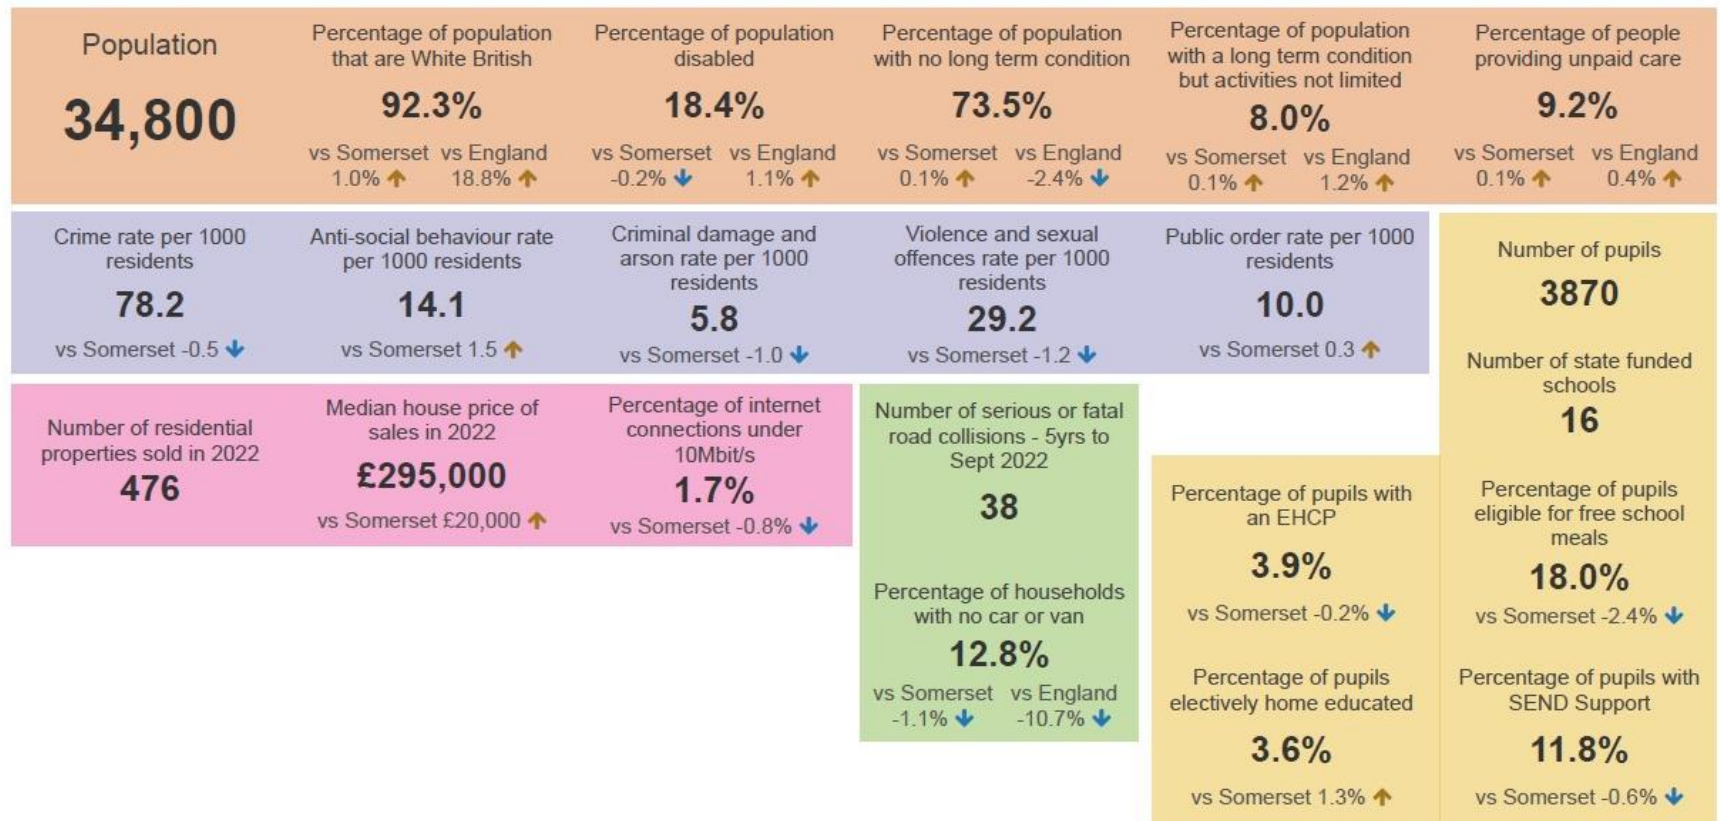 Population
34,800
Percentage of population
that are White British
92.3%
vs Somerset vs England
1.0% 18.8%
Percentage of population
disabled
18.4%
vs Somerset vs England
-0.2% 1.1%
Percentage of population
with no long term condition
73.5%
vs Somerset vs England
0.1% -2.4%
Percentage of population
with a long term condition
but activities not limited
8.0%
vs Somerset vs England
0.1% 1.2%
Percentage of people
providing unpaid care
9.2%
vs Somerset vs England
0.1% 0.4%
Crime rate per 1000
residents
78.2
vs Somerset -0.5
Anti-social behaviour rate
per 1000 residents
14.1
vs Somerset 1.5
Criminal damage and
arson rate per 1000
residents
5.8
vs Somerset -1.0
Violence and sexual
offences rate per 1000
residents
29.2
vs Somerset -1.2
Public order rate per 1000
residents
10.0
vs Somerset 0.3
Number of pupils
3870
Number of state funded
schools
16
Number of residential
properties sold in 2022
476
Median house price of
sales in 2022
£295,000
vs Somerset £20,000
Percentage of internet
connections under
10Mbit/s
1.7%
vs Somerset -0.8%
Number of serious or fatal
road collisions - 5yrs to
Sept 2022
38
Percentage of households
with no car or van
12.8%
vs Somerset vs England
-1.1% -10.7%
Percentage of pupils with
an EHCP
3.9%
vs Somerset -0.2%
Percentage of pupils
eligible for free school
meals
18.0%
vs Somerset -2.4%
Percentage of pupils
electively home educated
3.6%
vs Somerset 1.3%
Percentage of pupils with
SEND Support
11.8%
vs Somerset -0.6%